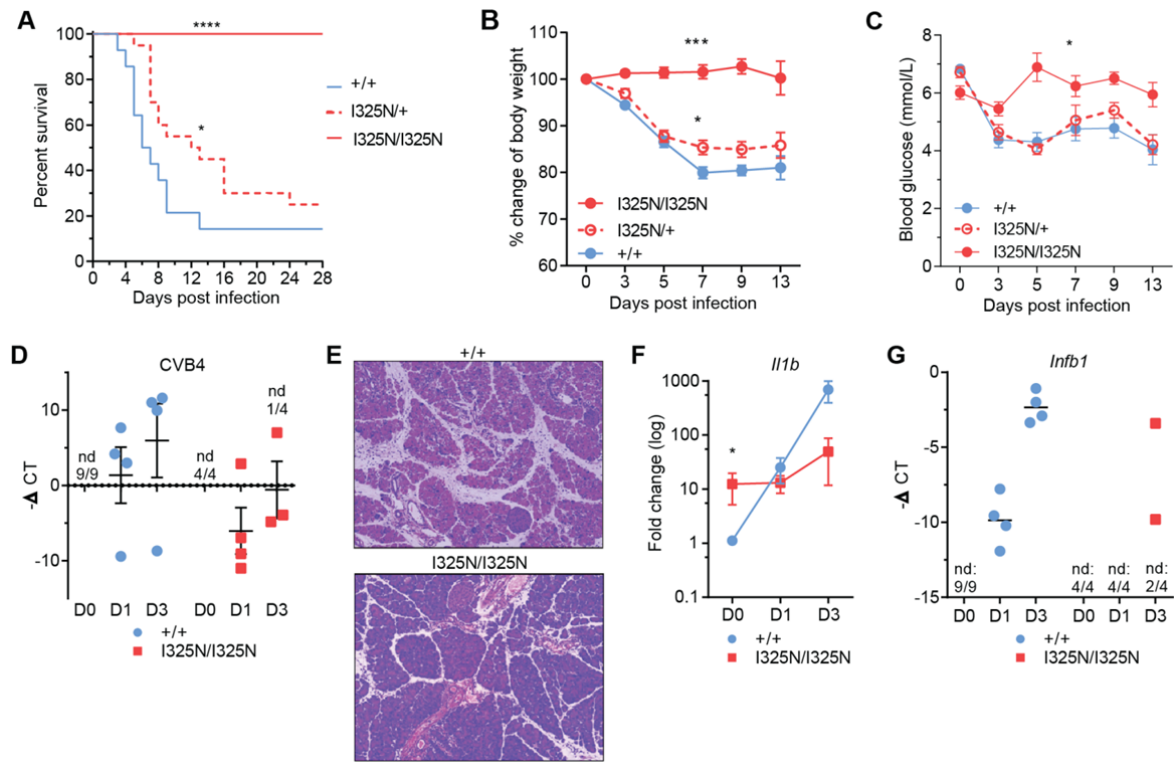 A
****
Percent survival
100
80
60
40
20
0
*
0 4 8 12 16 20 24 28
Days post infection
+/+
I325N/+
I325N/I325N
B
% change of body weight
110
100
90
80
70
60
***
*
I325N/I325N
I325N/+
+/+
0 3 5 7 9 13
Days post infection
C
Blood glucose (mmol/L)
8
6
4
2
0
*
+/+
I325N/+
I325N/I325N
0 3 5 7 9 13
Days post infection
D
CVB4
-Δ CT
10
0
-10
nd
9/9
nd
4/4
nd
1/4
D0 D1 D3 D0 D1 D3
+/+
I325N/I325N
E
+/+
I325N/I325N
F
Il1b
Fold change (log)
1000
100
10
1
0.1
*
D0 D1 D3
+/+
I325N/I325N
G
Infb1
-Δ CT
0
-5
-10
-15
nd:
9/9
nd:
4/4
nd:
4/4
nd:
2/4
D0 D1 D3 D0 D1 D3
+/+
I325N/I325N